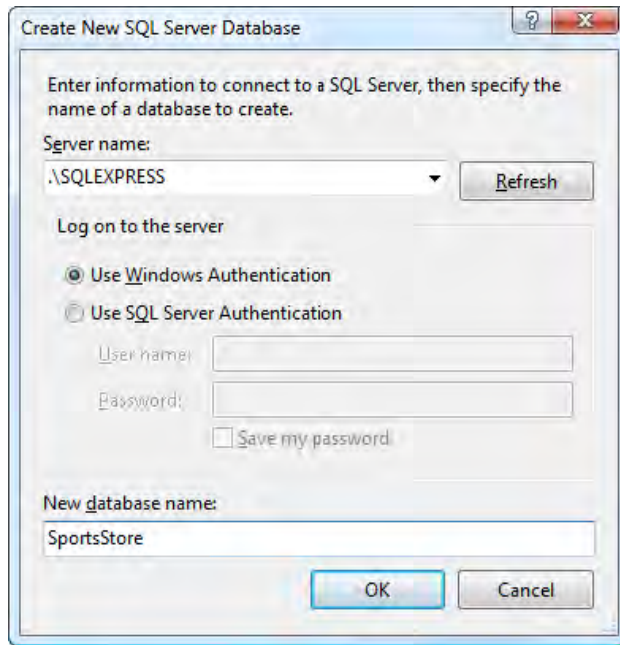 Create New SQL Server Database
Enter information to connect to a SQL Server, then specify the
name of a database to create.
Server name:
.\SQLEXPRESS
Refresh
Log on to the server
Use Windows Authentication
Use SQL Server Authentication
User name:
Password:
Save my password
New database name:
SportsStore
OK
Cancel